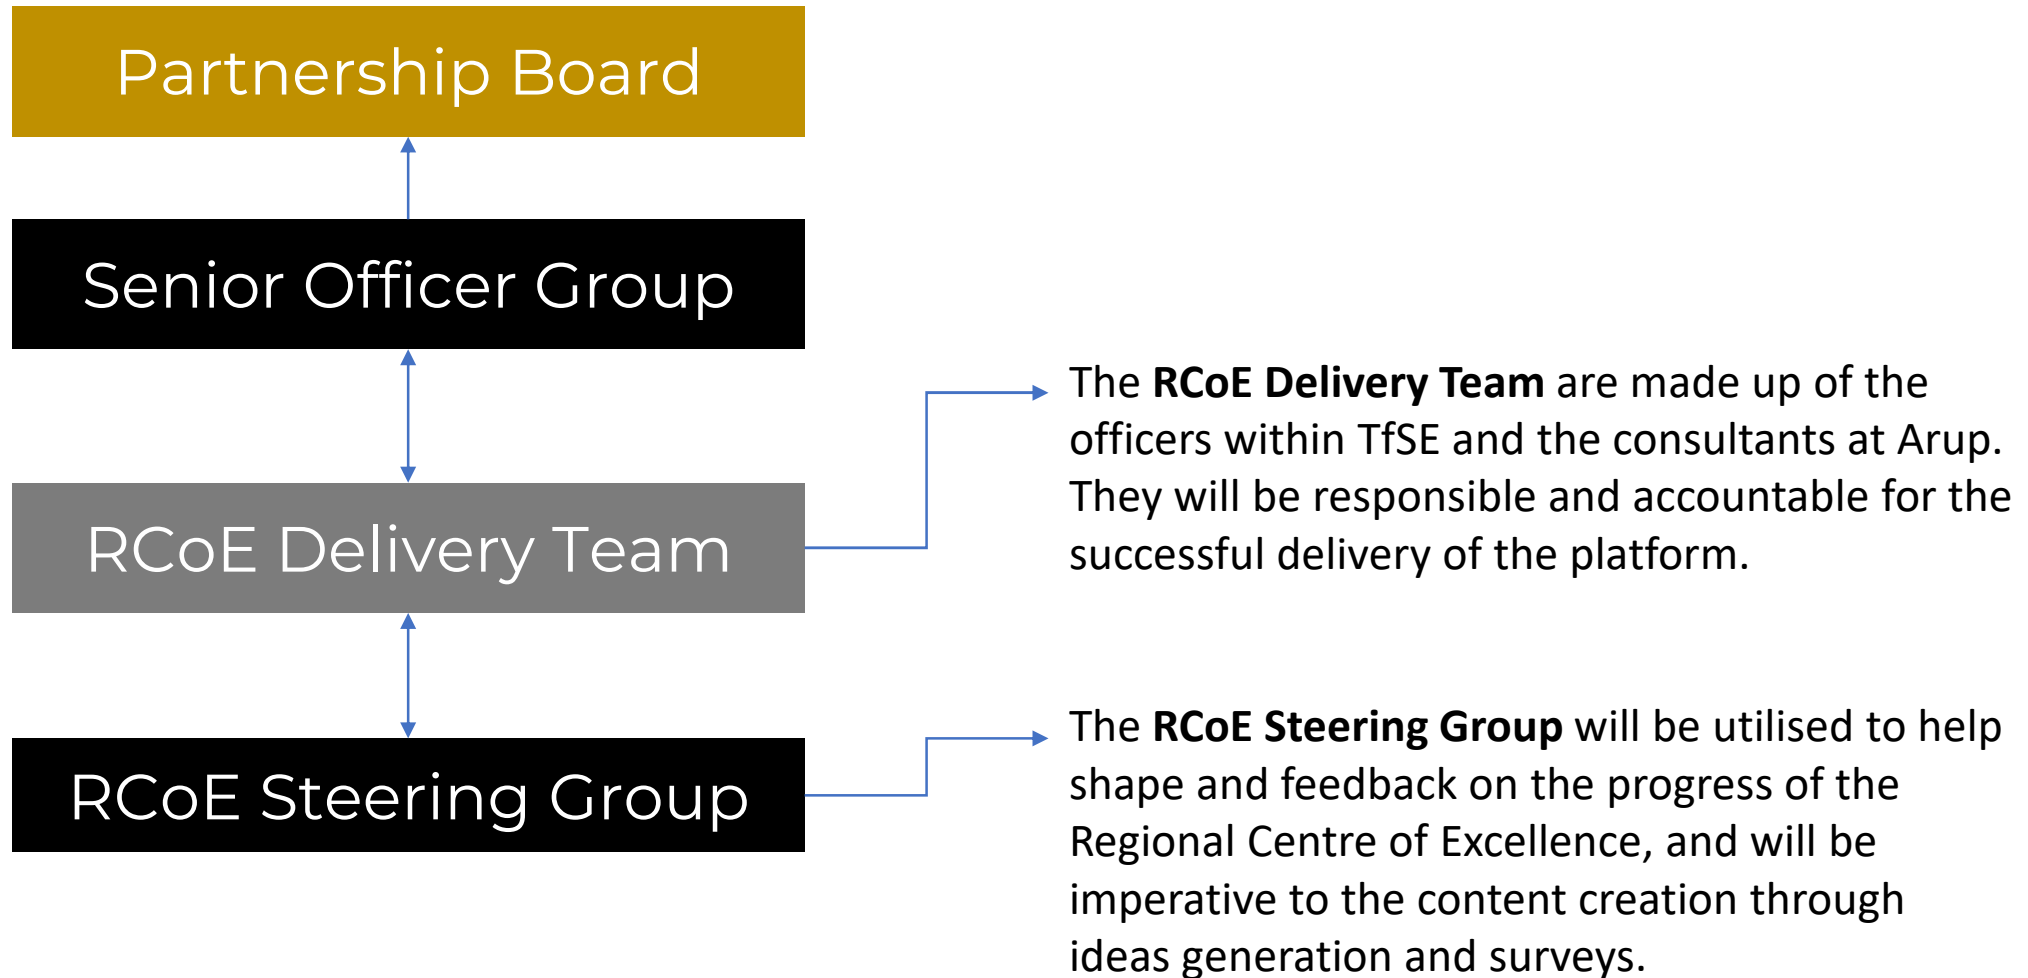 Partnership Board
Senior Officer Group
RCoE Delivery Team
RCoE Steering Group
The RCoE Delivery Team are made up of the
officers within TfSE and the consultants at Arup.
They will be responsible and accountable for the
successful delivery of the platform.
The RCoE Steering Group will be utilised to help
shape and feedback on the progress of the
Regional Centre of Excellence, and will be
imperative to the content creation through
ideas generation and surveys.